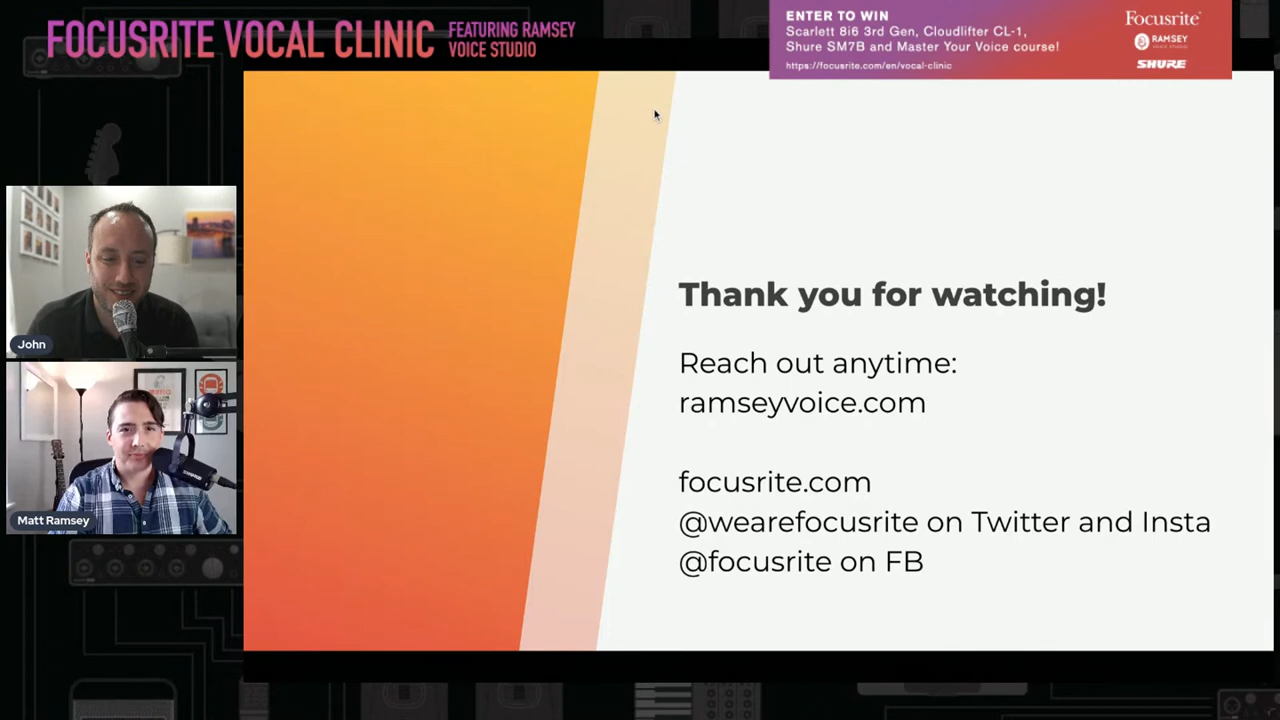 FOCUSRITE VOCAL CLINIC
FEATURING RAMSEY
VOICE STUDIO
ENTER TO WIN
Scarlett 8i6 3rd Gen, Cloudlifter CL-1,
Shure SM7B and Master Your Voice course!
https://focusrite.com/en/vocal-clinic
Focusrite
RAMSEY
SHURE
John
Matt Ramsey
Thank you for watching!
Reach out anytime:
ramseyvoice.com
focusrite.com
@wearefocusrite on Twitter and Insta
@focusrite on FB